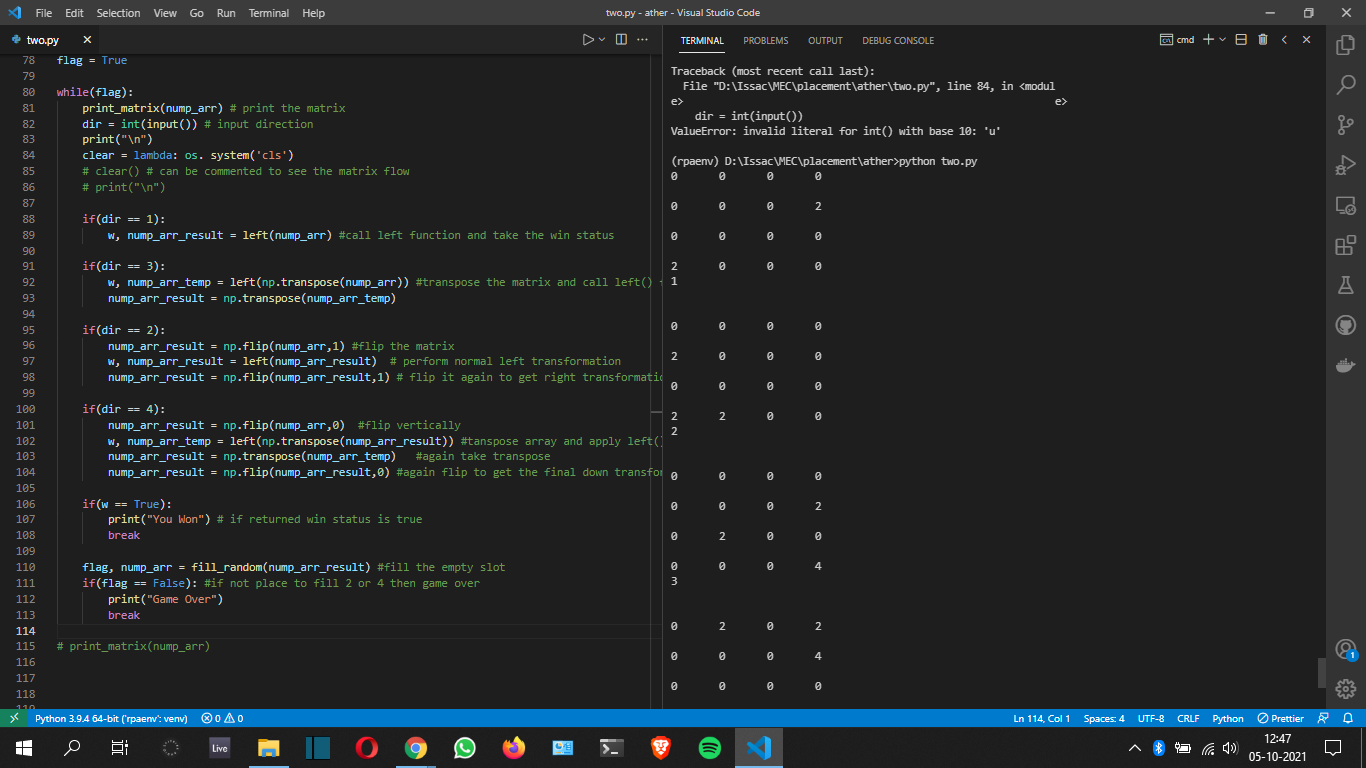 File Edit Selection View Go Run Terminal Help two.py - ather - Visual Studio Code
two.py
78 flag = True
79
80 while(flag):
81 print_matrix(nump_arr) # print the matrix
82 dir = int(input()) # input direction
83 print("\n")
84 clear = lambda: os. system('cls')
85 # clear() # can be commented to see the matrix flow
86 # print("\n")
87
88 if(dir == 1):
89 w, nump_arr_result = left(nump_arr) #call left function and take the win status
90
91 if(dir == 3):
92 w, nump_arr_temp = left(np.transpose(nump_arr)) #transpose the matrix and call left()
93 nump_arr_result = np.transpose(nump_arr_temp)
94
95 if(dir == 2):
96 nump_arr_result = np.flip(nump_arr,1) #flip the matrix
97 w, nump_arr_result = left(nump_arr_result) # perform normal left transformation
98 nump_arr_result = np.flip(nump_arr_result,1) # flip it again to get right transformatio
99
100 if(dir == 4):
101 nump_arr_result = np.flip(nump_arr,0) #flip vertically
102 w, nump_arr_temp = left(np.transpose(nump_arr_result)) #tanspose array and apply left(
103 nump_arr_result = np.transpose(nump_arr_temp) #again take transpose
104 nump_arr_result = np.flip(nump_arr_result,0) #again flip to get the final down transfor
105
106 if(w == True):
107 print("You Won") # if returned win status is true
108 break
109
110 flag, nump_arr = fill_random(nump_arr_result) #fill the empty slot
111 if(flag == False): #if not place to fill 2 or 4 then game over
112 print("Game Over")
113 break
114
115 # print_matrix(nump_arr)
116
117
118
119
TERMINAL PROBLEMS OUTPUT DEBUG CONSOLE cmd
Traceback (most recent call last):
File "D:\Issac\MEC\placement\ather\two.py", line 84, in <modul
e> e>
dir = int(input())
ValueError: invalid literal for int() with base 10: 'u'
(rpaenv) D:\Issac\MEC\placement\ather>python two.py
0 0 0 0
0 0 0 2
0 0 0 0
2 0 0 0
1
0 0 0 0
2 0 0 0
0 0 0 0
2 2 0 0
2
0 0 0 0
0 0 0 2
0 2 0 0
0 0 0 4
3
0 2 0 2
0 0 0 4
0 0 0 0
1
Python 3.9.4 64-bit ('rpaenv': venv) 0 0 Ln 114, Col 1 Spaces: 4 UTF-8 CRLF Python Prettier
Live
12:47
05-10-2021